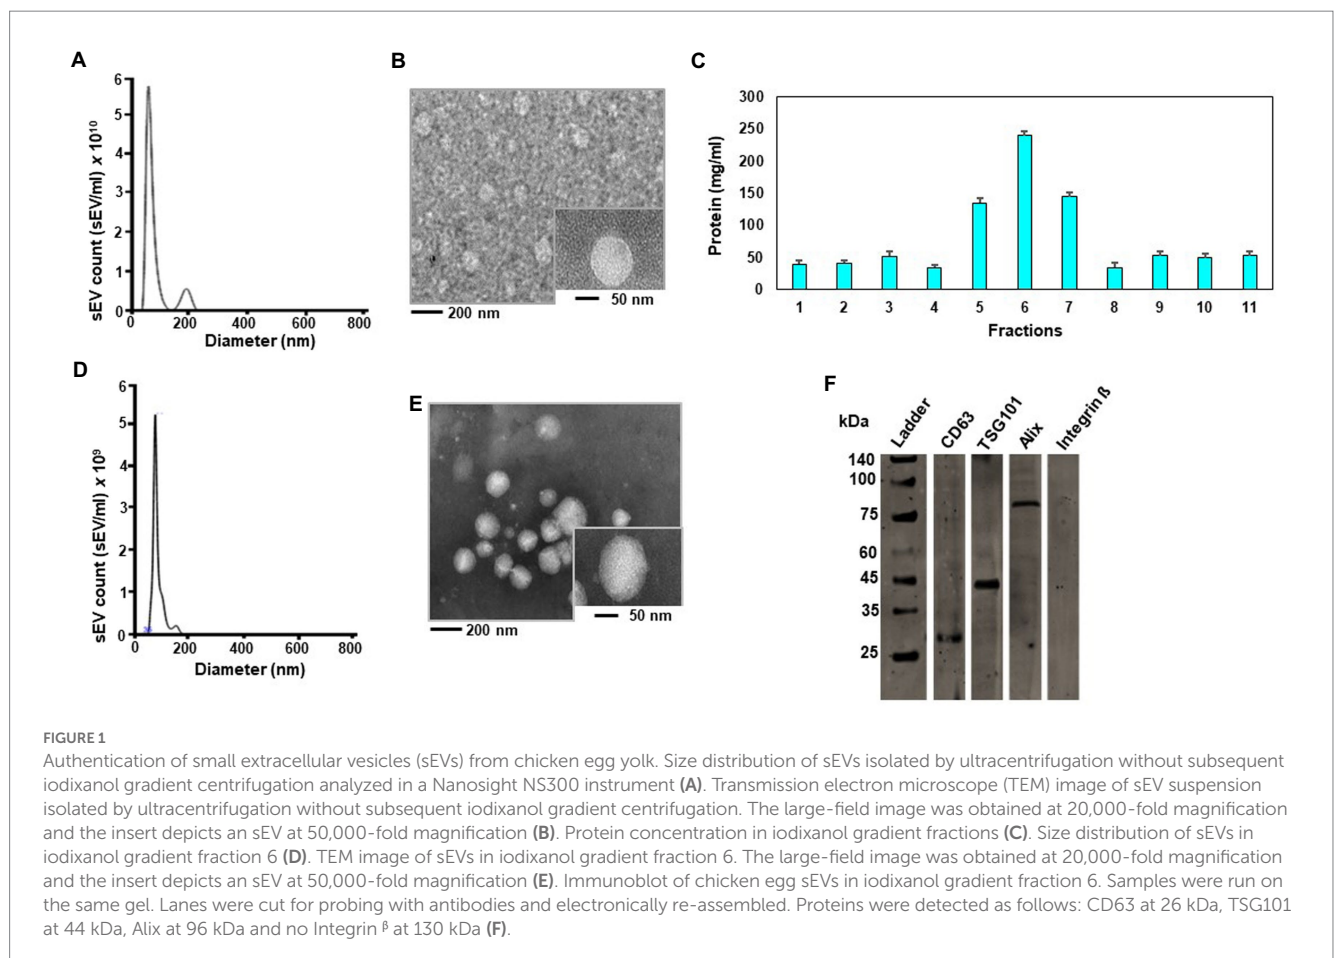 A
6
5
4
3
2
1
0
sEV count (sEV/ml) x 10¹⁰
0 200 400 600 800
Diameter (nm)
B
200 nm
50 nm
C
300
250
200
150
100
50
0
Protein (mg/ml)
1 2 3 4 5 6 7 8 9 10 11
Fractions
D
6
5
4
3
2
1
0
sEV count (sEV/ml) x 10⁹
0 200 400 600 800
Diameter (nm)
E
200 nm
50 nm
F
kDa
Ladder
CD63
TSG101
Alix
Integrin ß
140
100
75
60
45
35
25
FIGURE 1
Authentication of small extracellular vesicles (sEVs) from chicken egg yolk. Size distribution of sEVs isolated by ultracentrifugation without subsequent
iodixanol gradient centrifugation analyzed in a Nanosight NS300 instrument (A). Transmission electron microscope (TEM) image of sEV suspension
isolated by ultracentrifugation without subsequent iodixanol gradient centrifugation. The large-field image was obtained at 20,000-fold magnification
and the insert depicts an sEV at 50,000-fold magnification (B). Protein concentration in iodixanol gradient fractions (C). Size distribution of sEVs in
iodixanol gradient fraction 6 (D). TEM image of sEVs in iodixanol gradient fraction 6. The large-field image was obtained at 20,000-fold magnification
and the insert depicts an sEV at 50,000-fold magnification (E). Immunoblot of chicken egg sEVs in iodixanol gradient fraction 6. Samples were run on
the same gel. Lanes were cut for probing with antibodies and electronically re-assembled. Proteins were detected as follows: CD63 at 26 kDa, TSG101
at 44 kDa, Alix at 96 kDa and no Integrin ᵝ at 130 kDa (F).